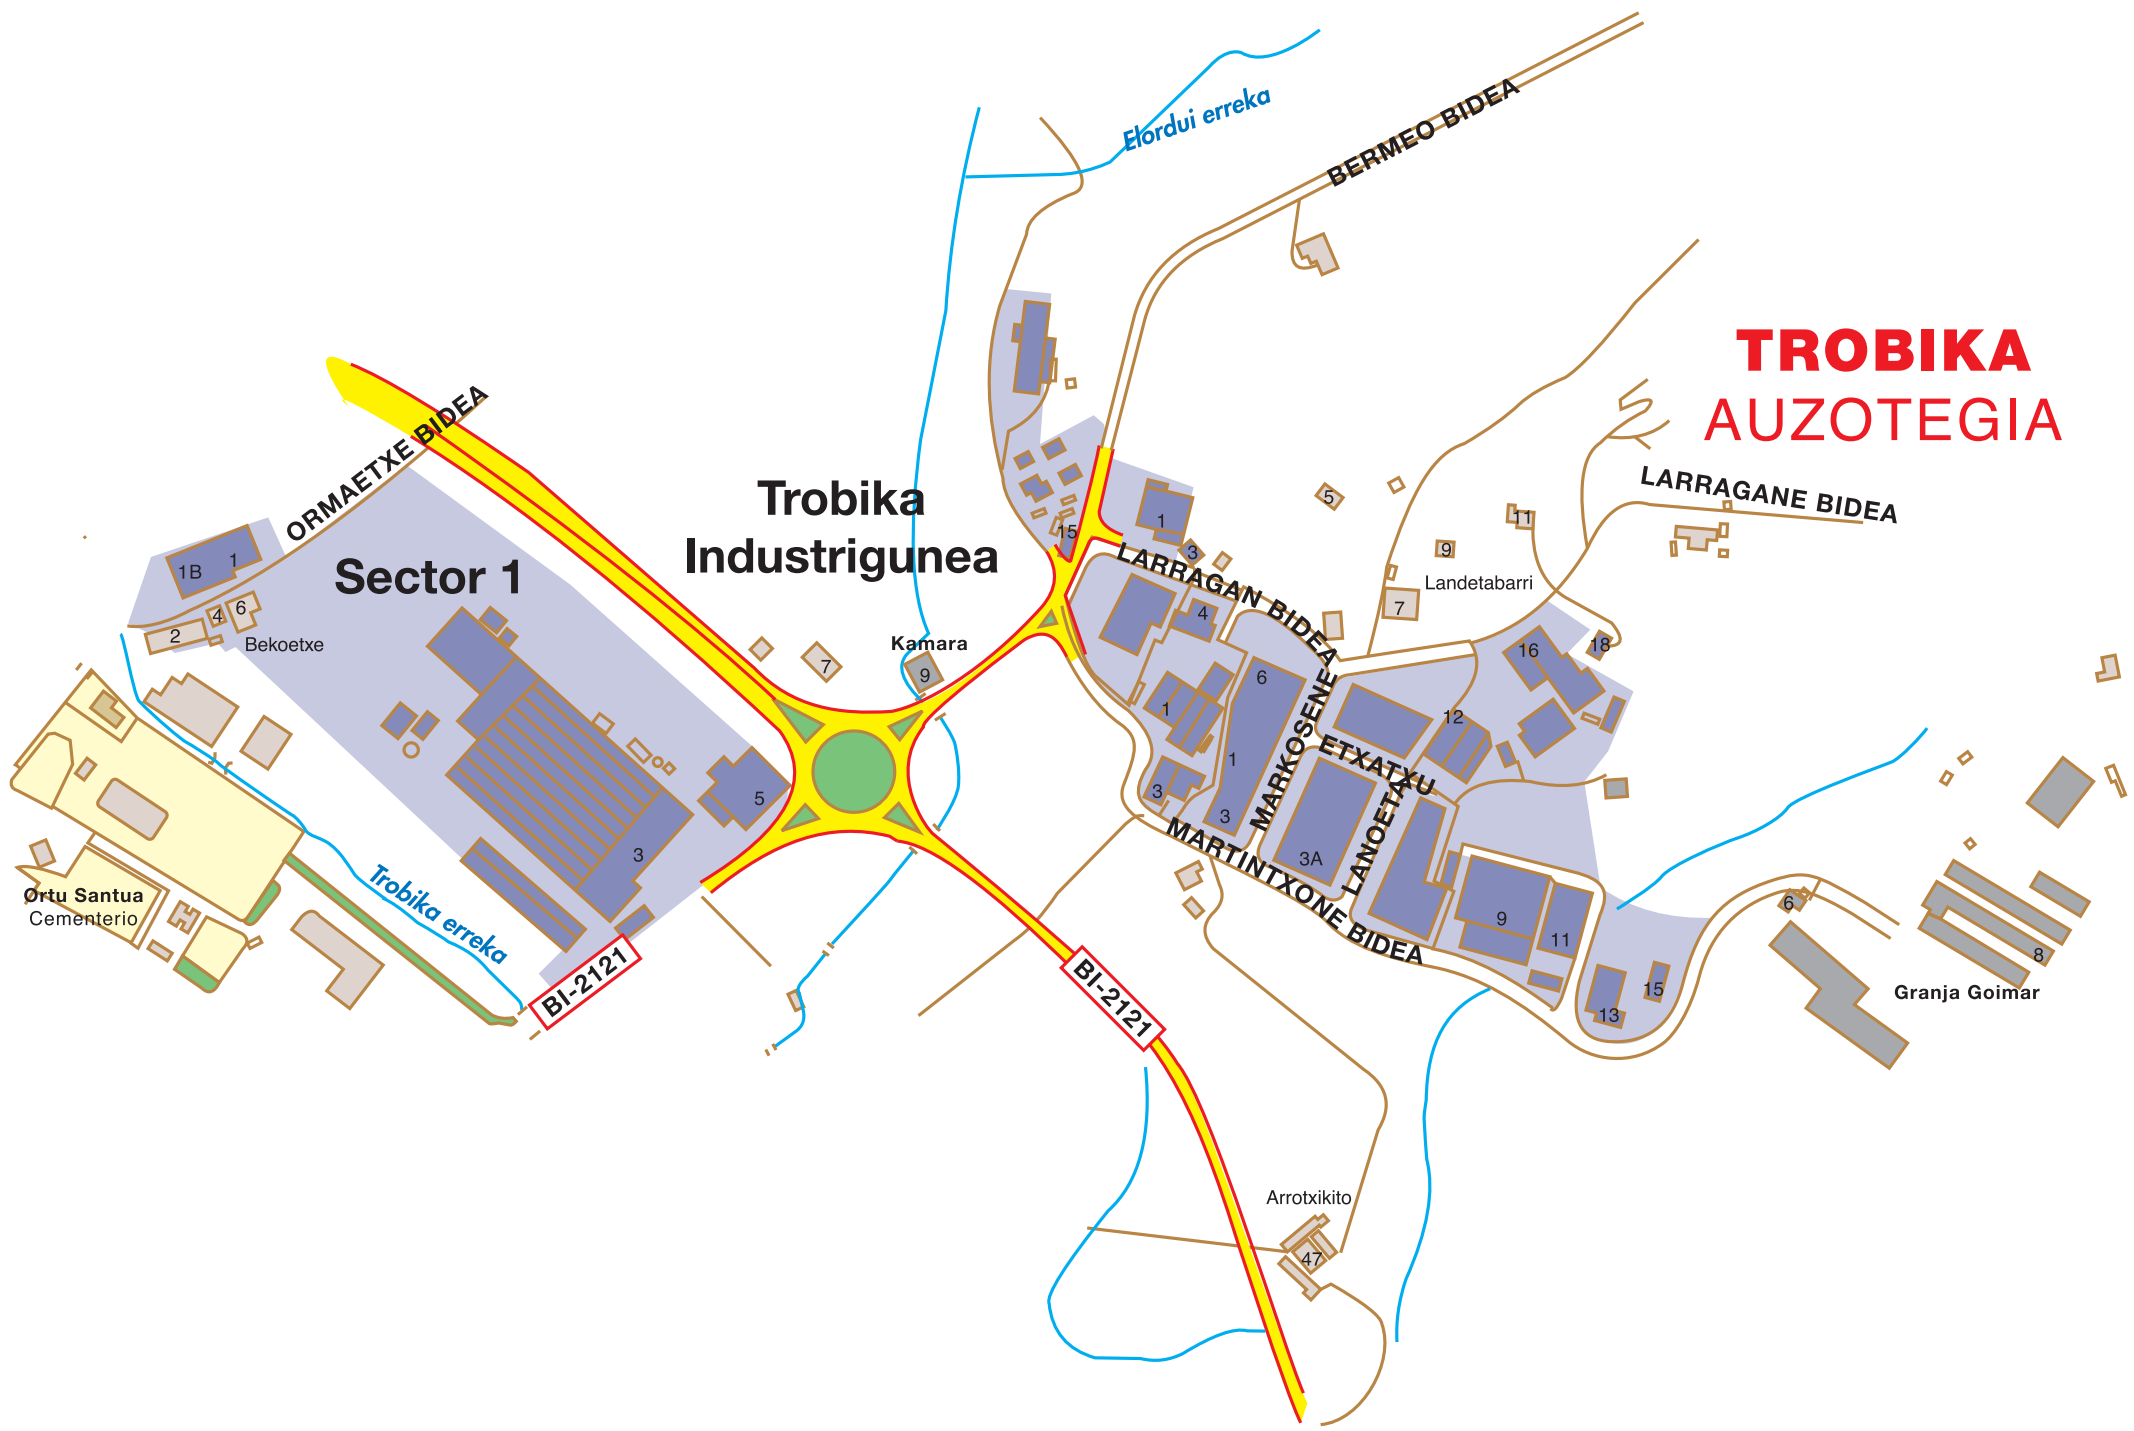 Elordui erreka
BERMEO BIDEA
TROBIKA
AUZOTEGIA
ORMAETXE BIDEA
LARRAGANE BIDEA
Trobika
Industrigunea
5
11
1
15
3
9
1B
1
Sector 1
LARRAGAN BIDEA
Landetabarri
7
4
6
2
Bekoetxe
4
Kamara
9
7
16
18
6
1
12
MARKOSENE
ETXATXU
1
5
3
3
LANOETA
MARTINTXONE BIDEA
3A
3
Ortu Santua
Cementerio
Trobika erreka
9
11
6
8
BI-2121
BI-2121
15
13
Granja Goimar
Arrotxikito
47